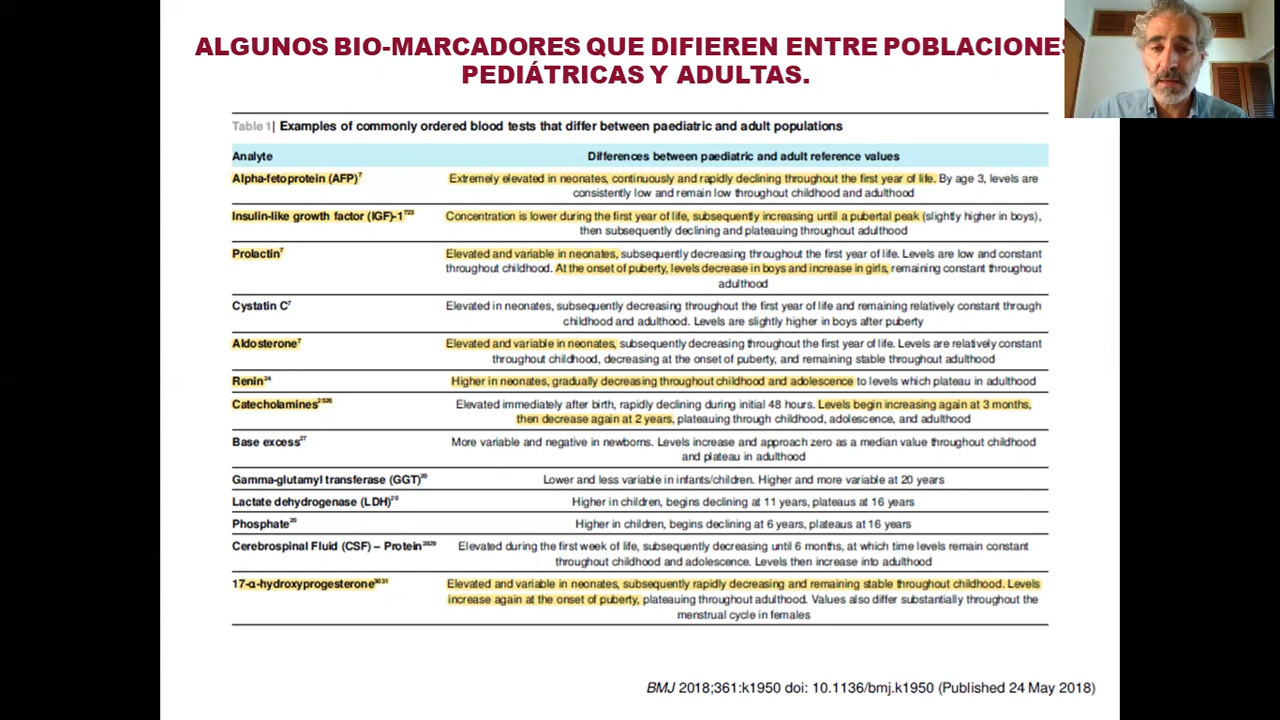 ALGUNOS BIO-MARCADORES QUE DIFIEREN ENTRE POBLACIONES
PEDIÁTRICAS Y ADULTAS.
Table 1| Examples of commonly ordered blood tests that differ between paediatric and adult populations
Analyte Differences between paediatric and adult reference values
Alpha-fetoprotein (AFP)7 Extremely elevated in neonates, continuously and rapidly declining throughout the first year of life. By age 3, levels are
consistently low and remain low throughout childhood and adulthood
Insulin-like growth factor (IGF)-1723 Concentration is lower during the first year of life, subsequently increasing until a pubertal peak (slightly higher in boys),
then subsequently declining and plateauing throughout adulthood
Prolactin7 Elevated and variable in neonates, subsequently decreasing throughout the first year of life. Levels are low and constant
throughout childhood. At the onset of puberty, levels decrease in boys and increase in girls, remaining constant throughout
adulthood
Cystatin C7 Elevated in neonates, subsequently decreasing throughout the first year of life and remaining relatively constant through
childhood and adulthood. Levels are slightly higher in boys after puberty
Aldosterone7 Elevated and variable in neonates, subsequently decreasing throughout the first year of life. Levels are relatively constant
throughout childhood, decreasing at the onset of puberty, and remaining stable throughout adulthood
Renin24 Higher in neonates, gradually decreasing throughout childhood and adolescence to levels which plateau in adulthood
Catecholamines2526 Elevated immediately after birth, rapidly declining during initial 48 hours. Levels begin increasing again at 3 months,
then decrease again at 2 years, plateauing through childhood, adolescence, and adulthood
Base excess27 More variable and negative in newborns. Levels increase and approach zero as a median value throughout childhood
and plateau in adulthood
Gamma-glutamyl transferase (GGT)20 Lower and less variable in infants/children. Higher and more variable at 20 years
Lactate dehydrogenase (LDH)20 Higher in children, begins declining at 11 years, plateaus at 16 years
Phosphate20 Higher in children, begins declining at 6 years, plateaus at 16 years
Cerebrospinal Fluid (CSF) – Protein2829 Elevated during the first week of life, subsequently decreasing until 6 months, at which time levels remain constant
throughout childhood and adolescence. Levels then increase into adulthood
17-α-hydroxyprogesterone3031 Elevated and variable in neonates, subsequently rapidly decreasing and remaining stable throughout childhood. Levels
increase again at the onset of puberty, plateauing throughout adulthood. Values also differ substantially throughout the
menstrual cycle in females
BMJ 2018;361:k1950 doi: 10.1136/bmj.k1950 (Published 24 May 2018)